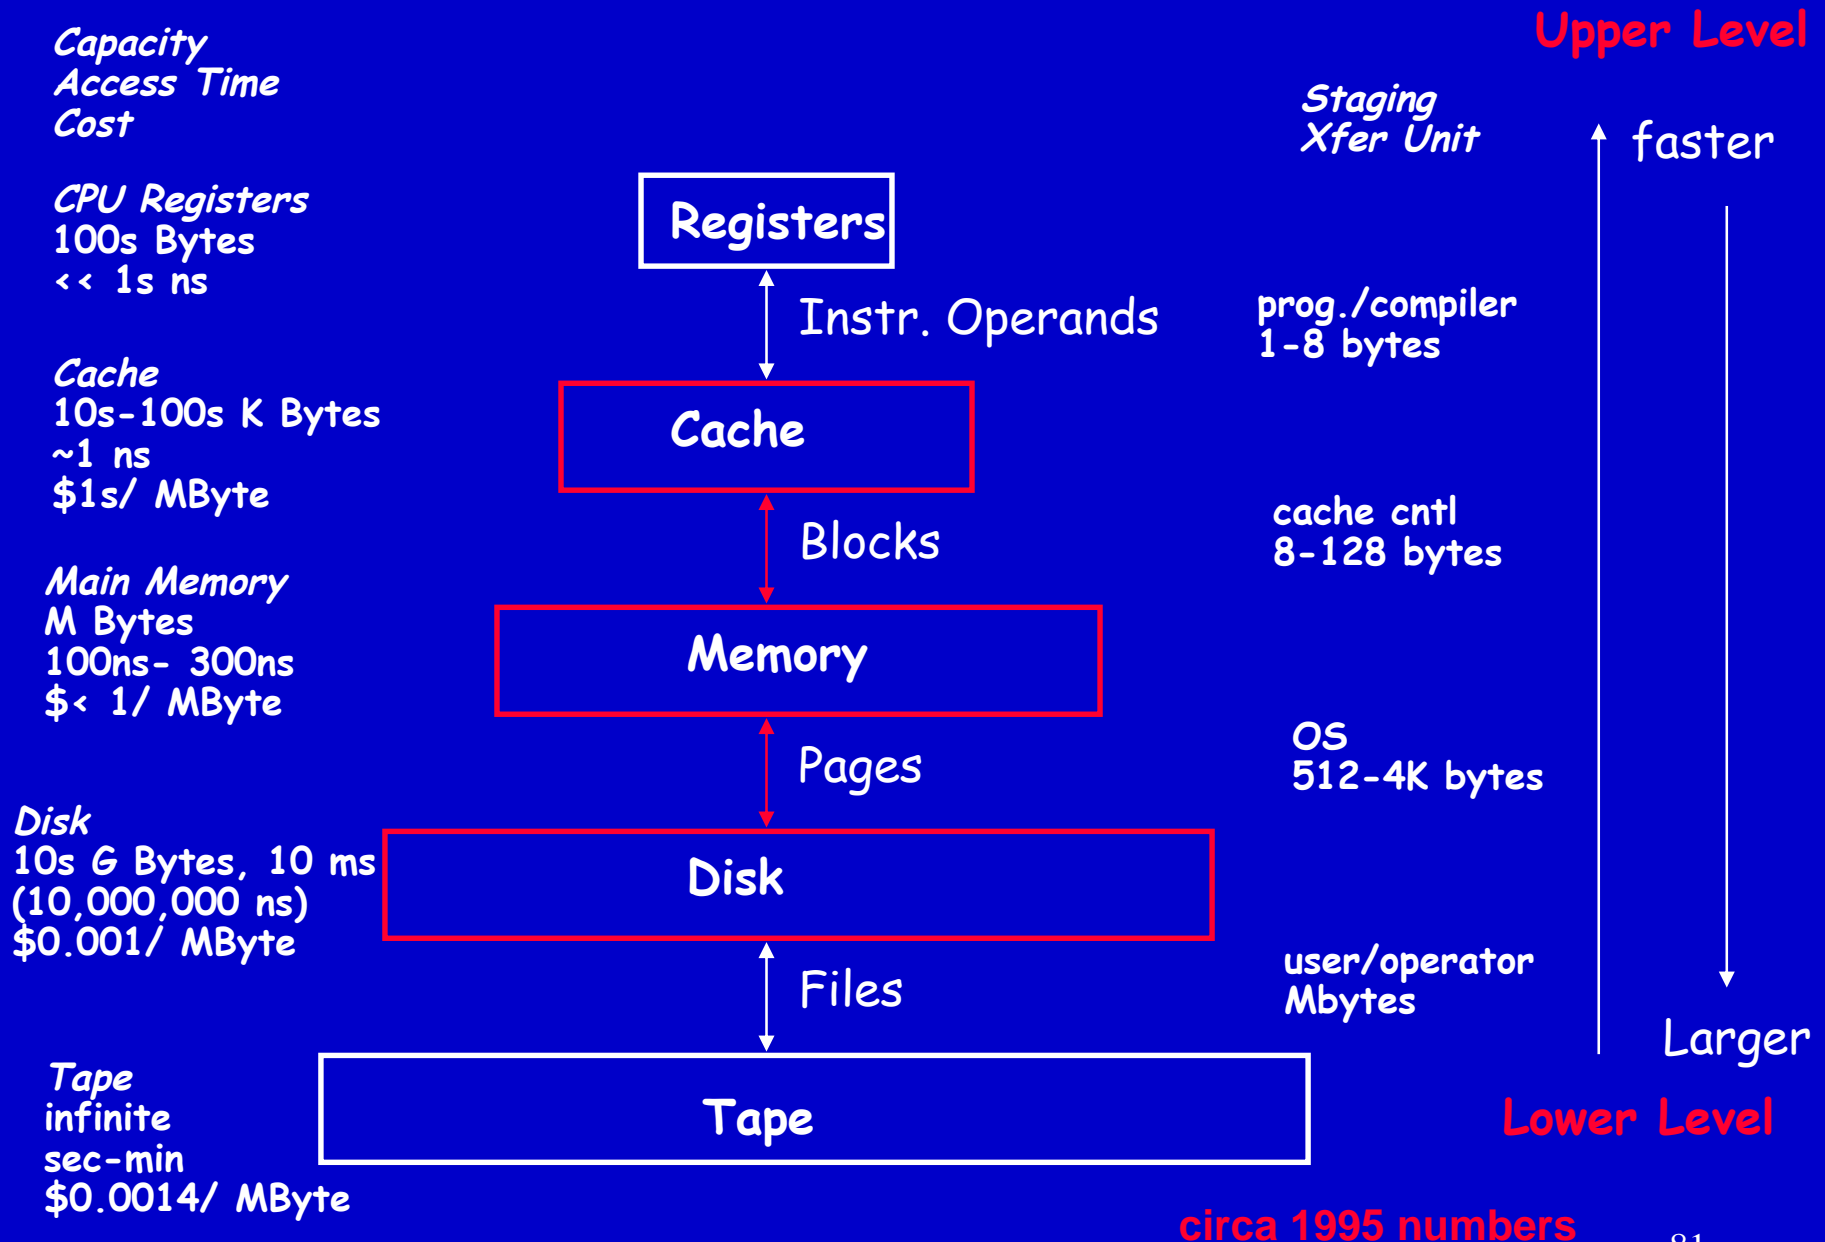 Upper Level
Capacity
Access Time
Cost
Staging
Xfer Unit
faster
CPU Registers
100s Bytes
<< 1s ns
Registers
Instr. Operands
prog./compiler
1-8 bytes
Cache
10s-100s K Bytes
~1 ns
$1s/ MByte
Cache
Blocks
cache cntl
8-128 bytes
Main Memory
M Bytes
100ns- 300ns
$< 1/ MByte
Memory
Pages
OS
512-4K bytes
Disk
10s G Bytes, 10 ms
(10,000,000 ns)
$0.001/ MByte
Disk
Files
user/operator
Mbytes
Larger
Tape
infinite
sec-min
$0.0014/ MByte
Tape
Lower Level
circa 1995 numbers